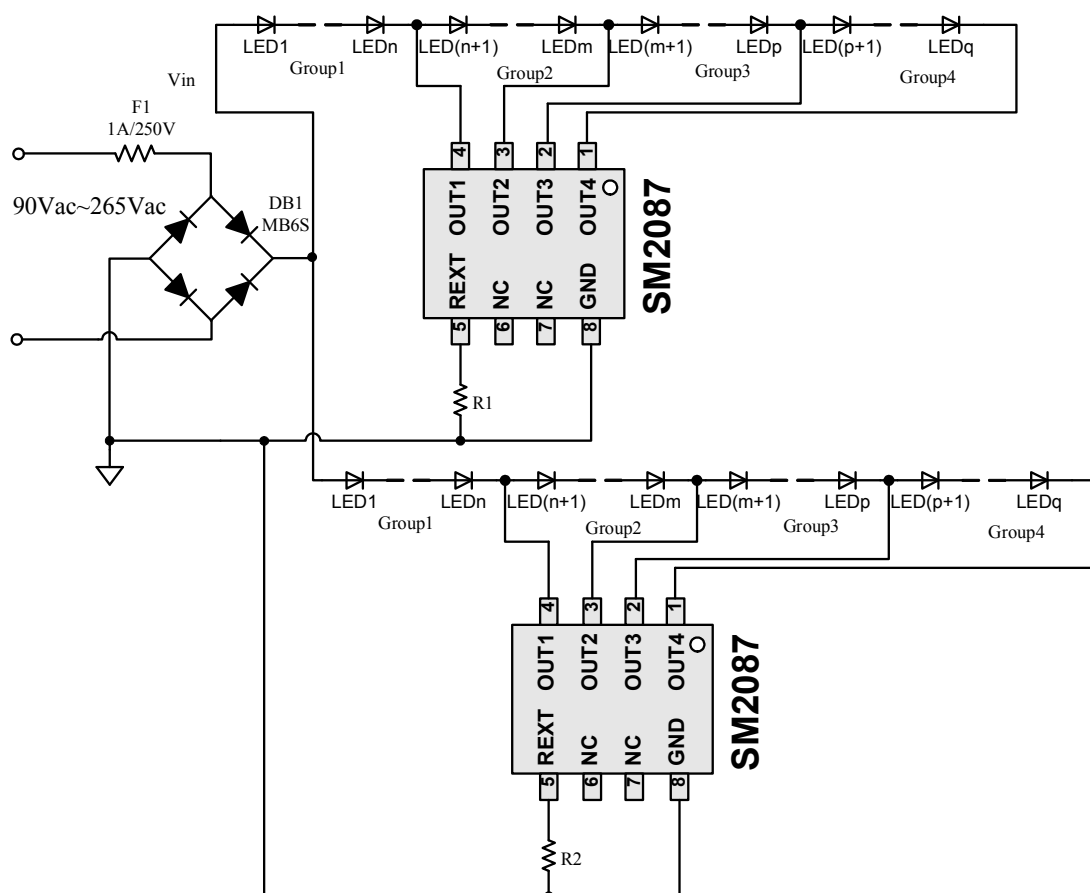 LED1 LEDn LED(n+1) LEDm LED(m+1) LEDp LED(p+1) LEDq
Group1 Group2 Group3 Group4
Vin
F1
1A/250V
90Vac~265Vac
DB1
MB6S
4 3 2 1
OUT1 OUT2 OUT3 OUT4
REXT NC NC GND
5 6 7 8
SM2087
R1
LED1 LEDn LED(n+1) LEDm LED(m+1) LEDp LED(p+1) LEDq
Group1 Group2 Group3 Group4
4 3 2 1
OUT1 OUT2 OUT3 OUT4
REXT NC NC GND
5 6 7 8
SM2087
R2